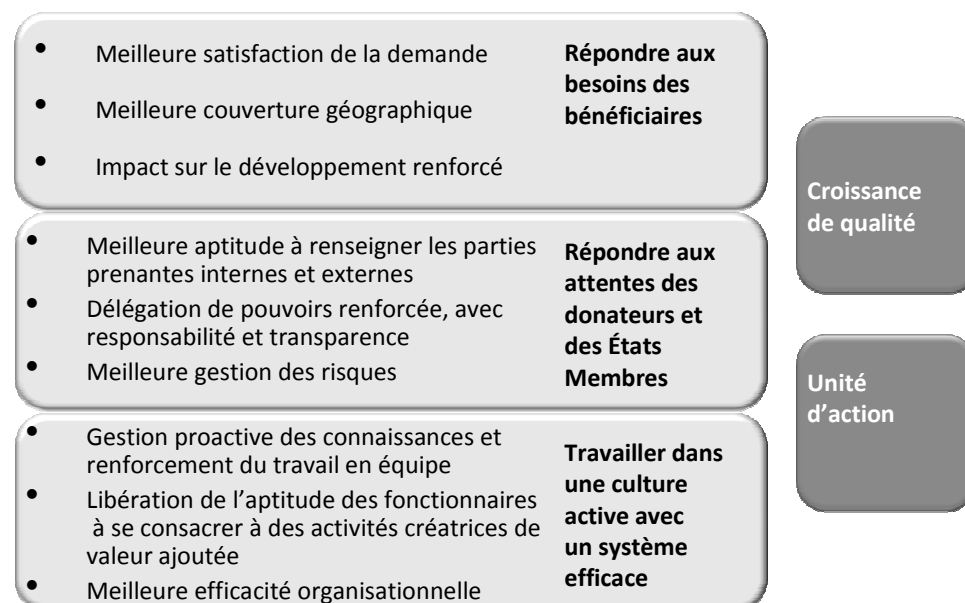 • Meilleure satisfaction de la demande
• Meilleure couverture géographique
• Impact sur le développement renforcé
Répondre aux
besoins des
bénéficiaires
• Meilleure aptitude à renseigner les parties
prenantes internes et externes
• Délégation de pouvoirs renforcée, avec
responsabilité et transparence
• Meilleure gestion des risques
Répondre aux
attentes des
donateurs et
des États
Membres
• Gestion proactive des connaissances et
renforcement du travail en équipe
• Libération de l’aptitude des fonctionnaires
à se consacrer à des activités créatrices de
valeur ajoutée
• Meilleure efficacité organisationnelle
Travailler dans
une culture
active avec
un système
efficace
Croissance
de qualité
Unité
d’action